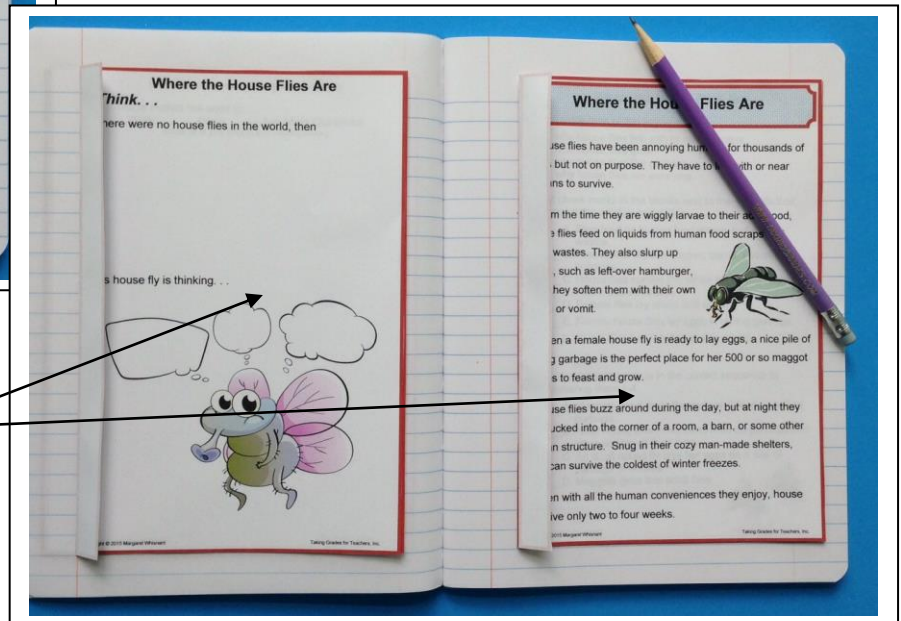 Where the House Flies Are
Think. . .
here were no house flies in the world, then
s house fly is thinking. . .
© 2015 Margaret Whisnant
Taking Grades for Teachers, Inc.
Where the Hou Flies Are
use flies have been annoying hum for thousands of
but not on purpose. They have to with or near
ns to survive.
m the time they are wiggly larvae to their ad ood,
flies feed on liquids from human food scraps
wastes. They also slurp up
, such as left-over hamburger,
hey soften them with their own
or vomit.
en a female house fly is ready to lay eggs, a nice pile of
g garbage is the perfect place for her 500 or so maggot
s to feast and grow.
use flies buzz around during the day, but at night they
ucked into the corner of a room, a barn, or some other
n structure. Snug in their cozy man-made shelters,
can survive the coldest of winter freezes.
en with all the human conveniences they enjoy, house
ive only two to four weeks.
2015 Margaret Whisnant
Taking Grades for Teachers, Inc.